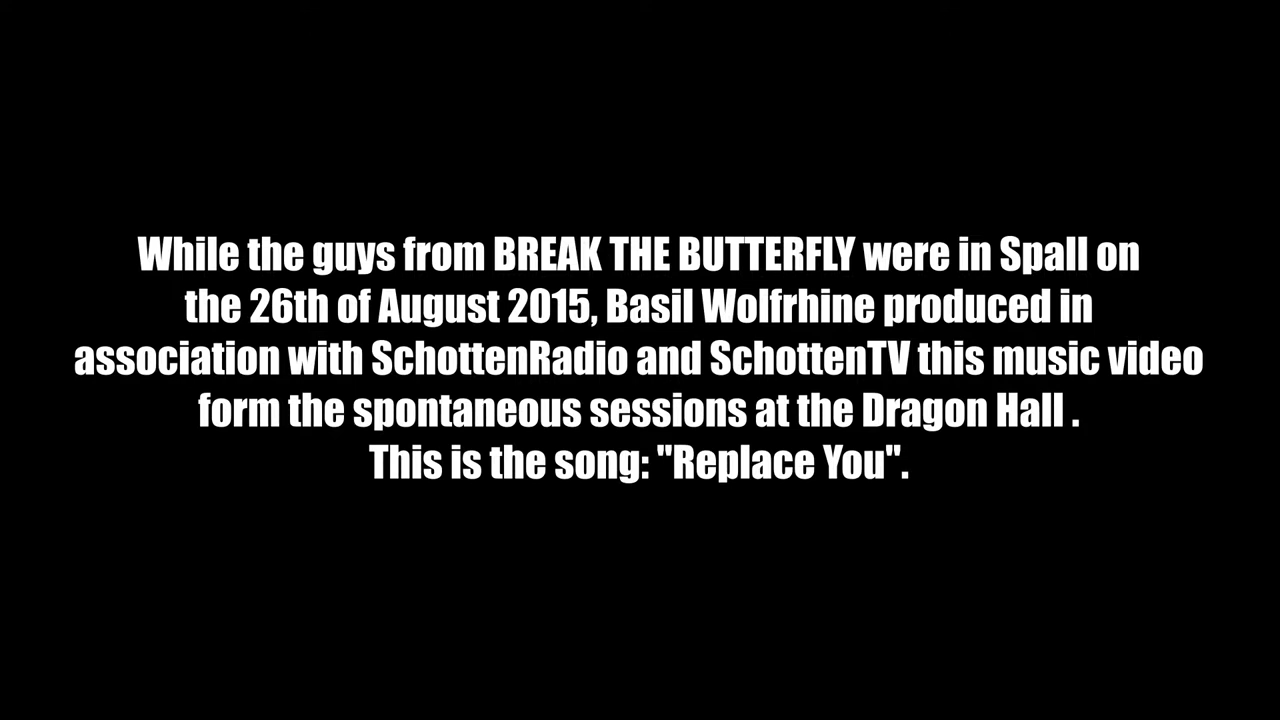 While the guys from BREAK THE BUTTERFLY were in Spall on
the 26th of August 2015, Basil Wolfrhine produced in
association with SchottenRadio and SchottenTV this music video
form the spontaneous sessions at the Dragon Hall .
This is the song: "Replace You".